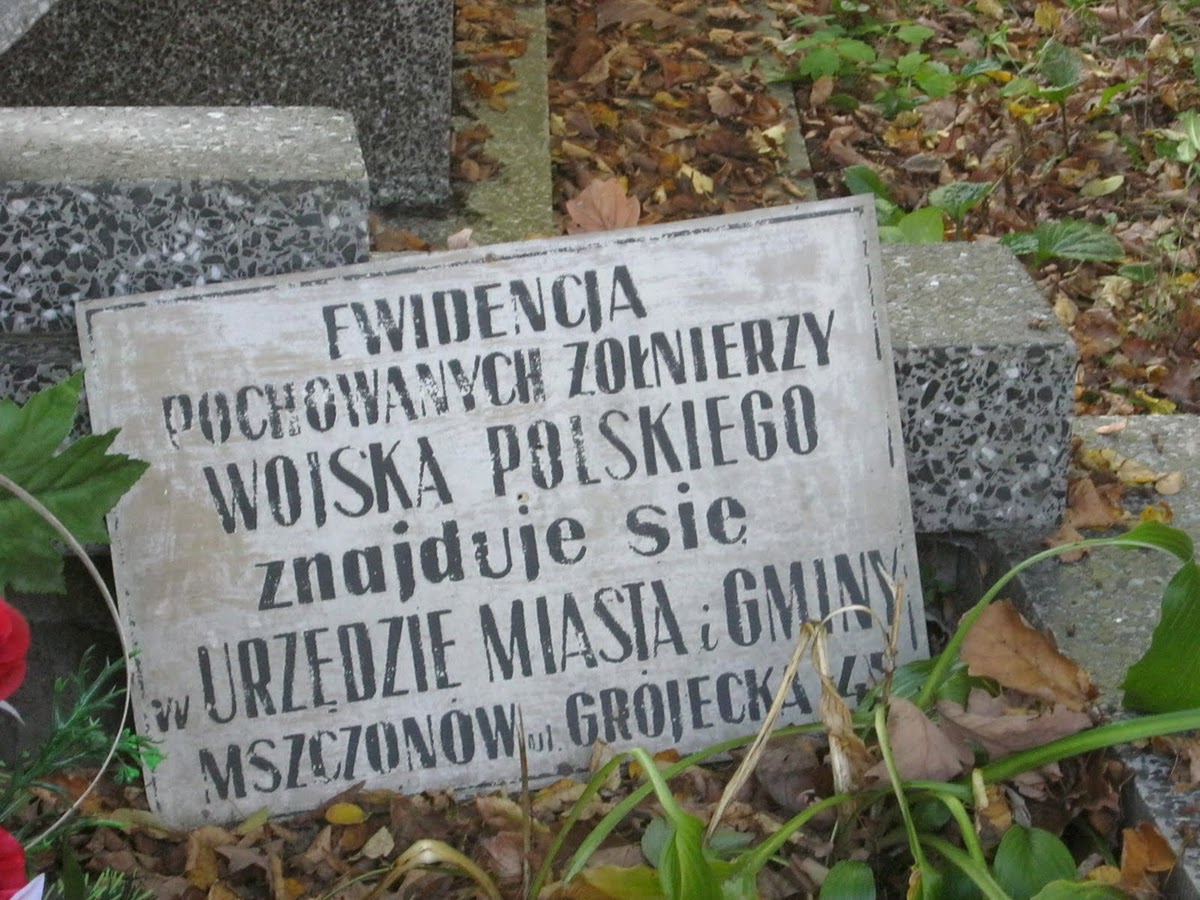 EWIDENCJA
POCHOWANYCH ŻOŁNIERZY
WOJSKA POLSKIEGO
znajduje się
w URZĘDZIE MIASTA i GMINY
MSZCZONÓW ul. GRÓJECKA